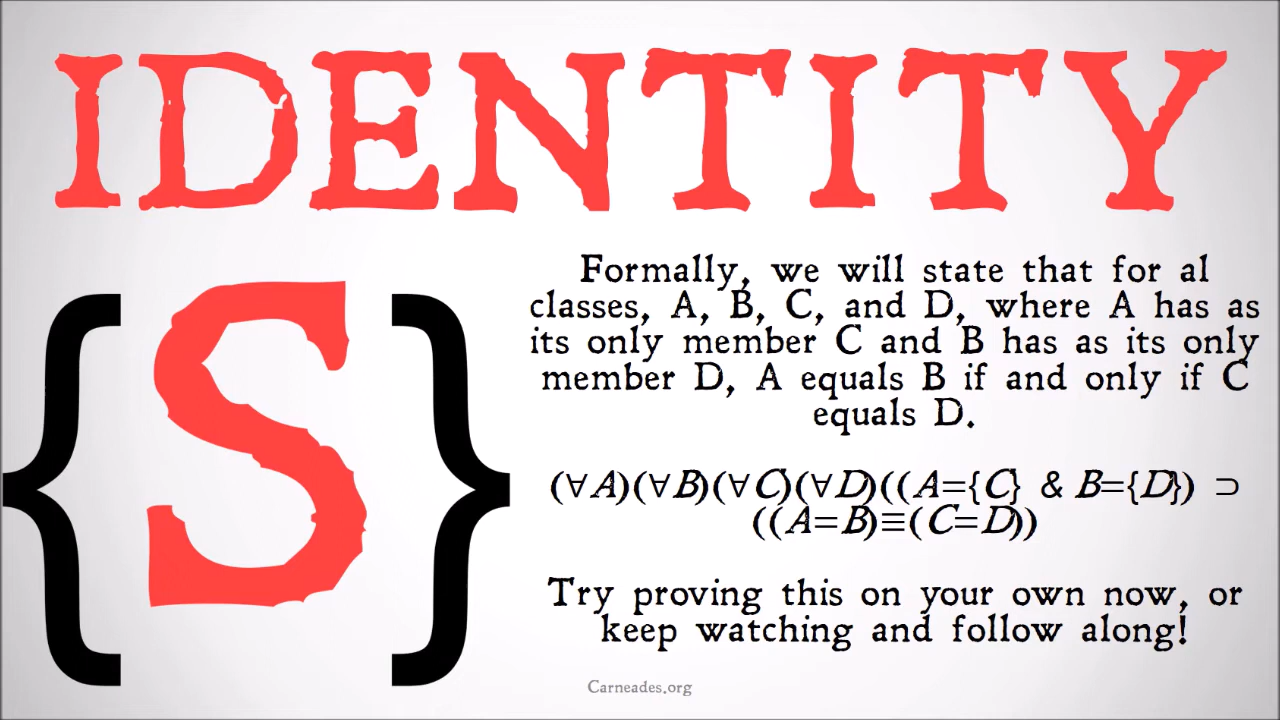 IDENTITY
{S}
Formally, we will state that for al
classes, A, B, C, and D, where A has as
its only member C and B has as its only
member D, A equals B if and only if C
equals D.
(∀A)(∀B)(∀C)(∀D)((A={C} & B={D}) ⊃
((A=B)≡(C=D))
Try proving this on your own now, or
keep watching and follow along!
Carneades.org